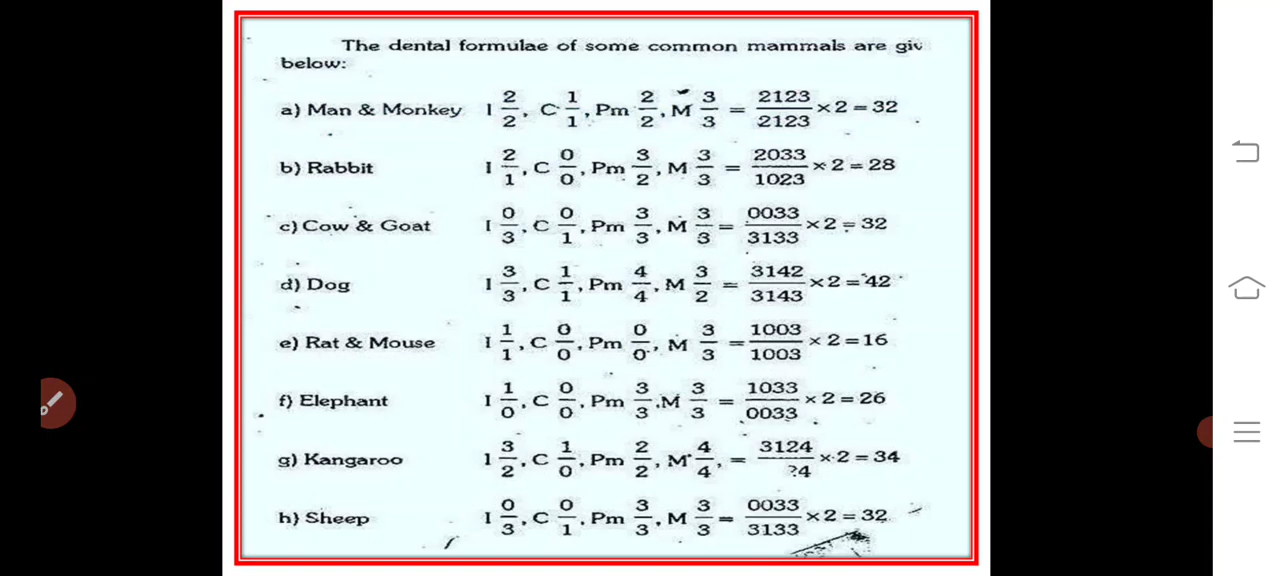 The dental formulae of some common mammals are
below:
a) Man & Monkey I 2/2, C 1/1, Pm 2/2, M 3/3 = 2123/2123 × 2 = 32
b) Rabbit I 2/1, C 0/0, Pm 3/2, M 3/3 = 2033/1023 × 2 = 28
c) Cow & Goat I 0/3, C 0/1, Pm 3/3, M 3/3 = 0033/3133 × 2 = 32
d) Dog I 3/3, C 1/1, Pm 4/4, M 3/2 = 3142/3143 × 2 = 42
e) Rat & Mouse I 1/1, C 0/0, Pm 0/0, M 3/3 = 1003/1003 × 2 = 16
f) Elephant I 1/0, C 0/0, Pm 3/3, M 3/3 = 1033/0033 × 2 = 26
g) Kangaroo I 3/2, C 1/0, Pm 2/2, M 4/4, = 3124/24 × 2 = 34
h) Sheep I 0/3, C 0/1, Pm 3/3, M 3/3 = 0033/3133 × 2 = 32